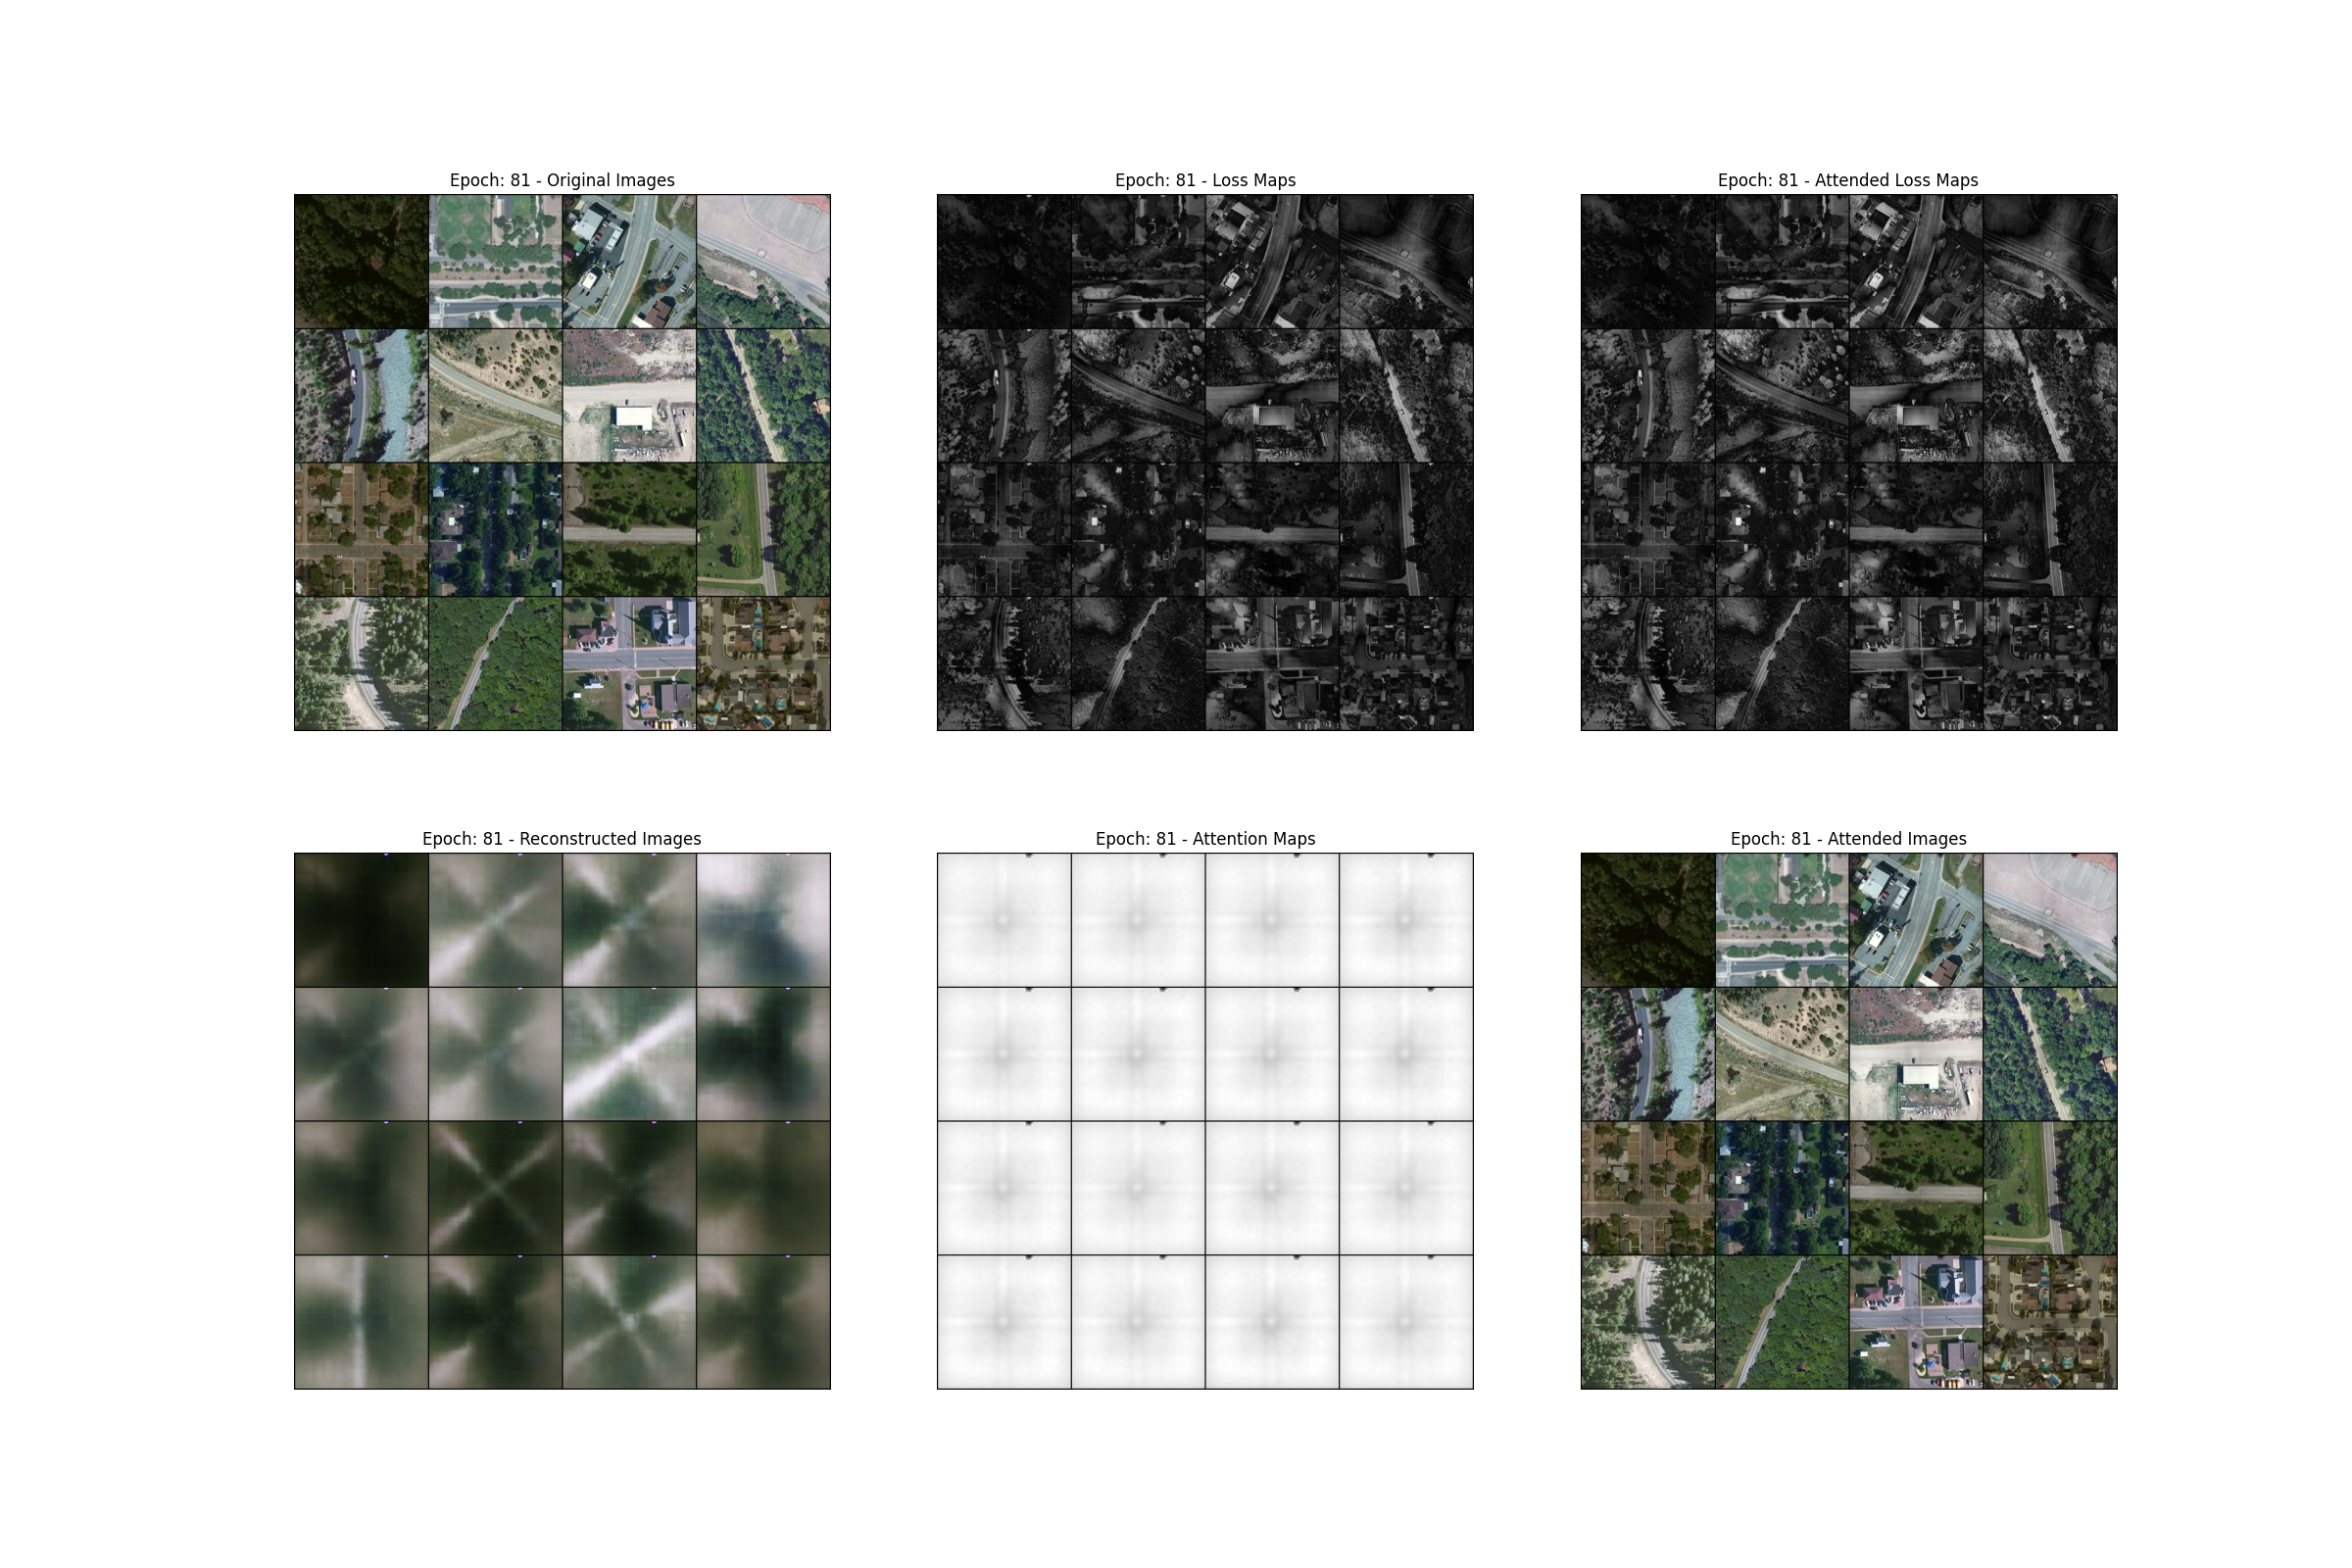 Epoch: 81 - Original Images
Epoch: 81 - Loss Maps
Epoch: 81 - Attended Loss Maps
Epoch: 81 - Reconstructed Images
Epoch: 81 - Attention Maps
Epoch: 81 - Attended Images